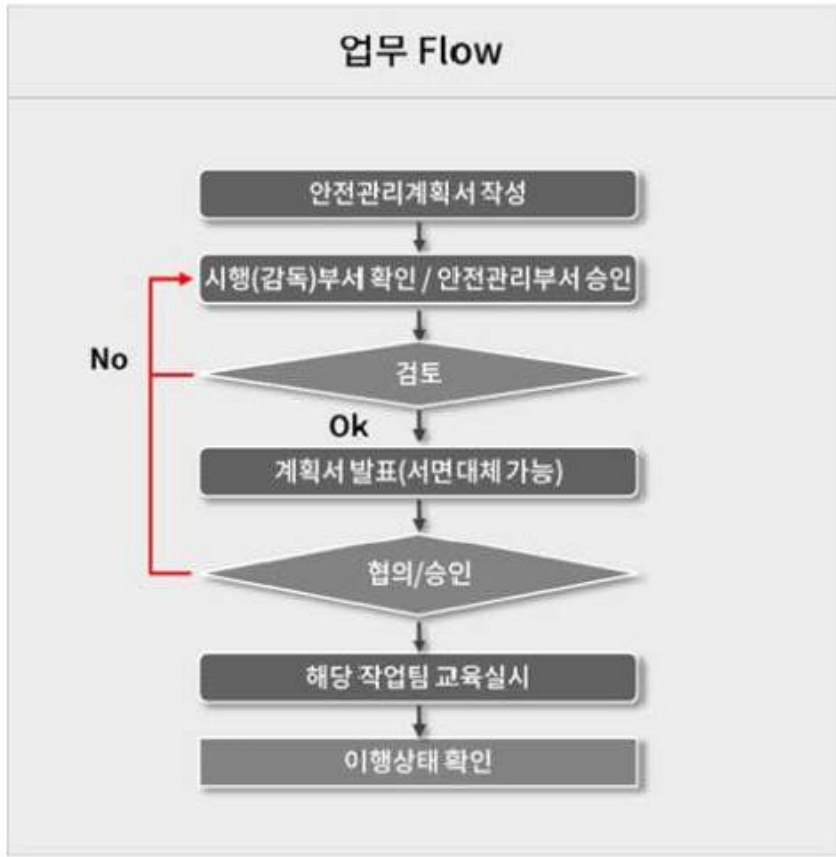 업무 Flow
안전관리계획서 작성
시행(감독)부서 확인 / 안전관리부서 승인
No
검토
Ok
계획서 발표(서면대체 가능)
협의/승인
해당 작업팀 교육실시
이행상태 확인